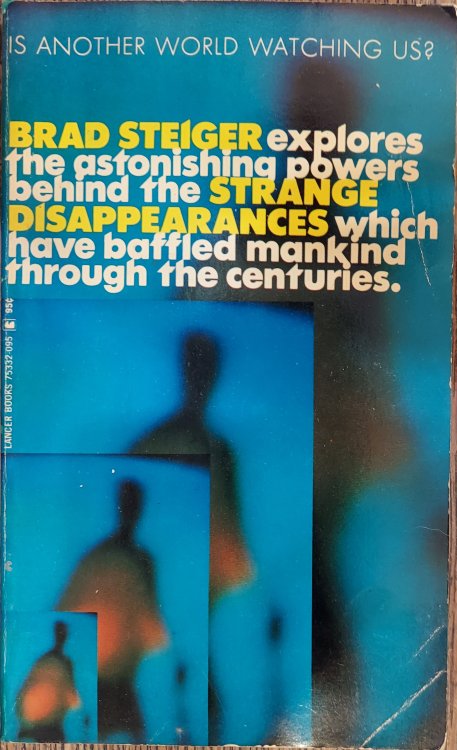 IS ANOTHER WORLD WATCHING US?
BRAD STEIGER explores
the astonishing powers
behind the STRANGE
DISAPPEARANCES which
have baffled mankind
through the centuries.
LANCER BOOKS 75332-095 95¢